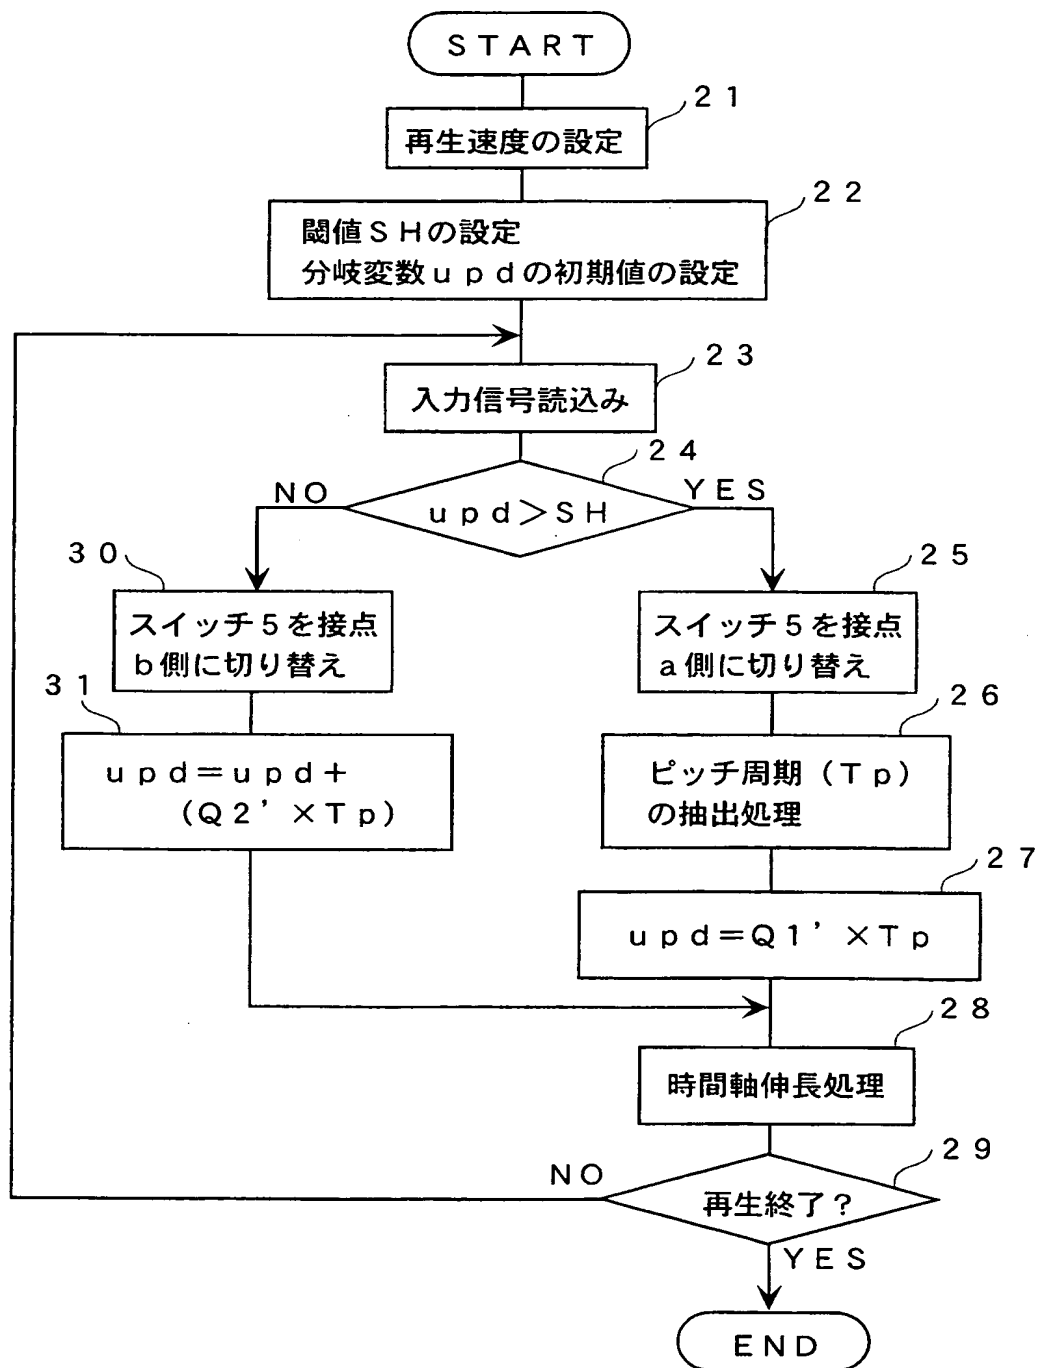 START
21
再生速度の設定
22
閾値SHの設定
分岐変数updの初期値の設定
23
入力信号読込み
24
NO
YES
upd>SH
30
25
スイッチ5を接点
b側に切り替え
スイッチ5を接点
a側に切り替え
31
26
upd=upd+
(Q2'×Tp)
ピッチ周期(Tp)
の抽出処理
27
upd=Q1'×Tp
28
時間軸伸長処理
29
NO
再生終了?
YES
END